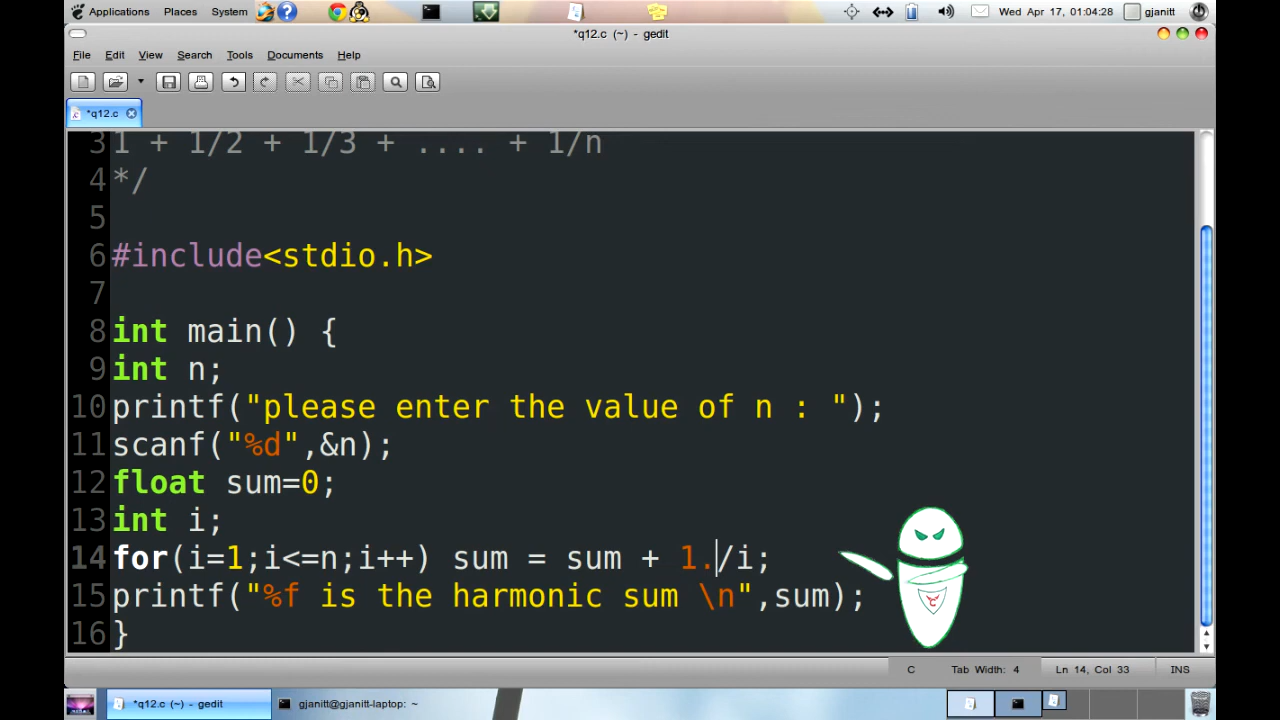 Applications Places System Wed Apr 17, 01:04:28 gjanitt
*q12.c (~) - gedit
File Edit View Search Tools Documents Help
*q12.c
3 1 + 1/2 + 1/3 + .... + 1/n
4 */
5
6 #include<stdio.h>
7
8 int main() {
9 int n;
10 printf("please enter the value of n : ");
11 scanf("%d",&n);
12 float sum=0;
13 int i;
14 for(i=1;i<=n;i++) sum = sum + 1./i;
15 printf("%f is the harmonic sum \n",sum);
16 }
C
C Tab Width: 4 Ln 14, Col 33 INS
*q12.c (~) - gedit gjanitt@gjanitt-laptop: ~